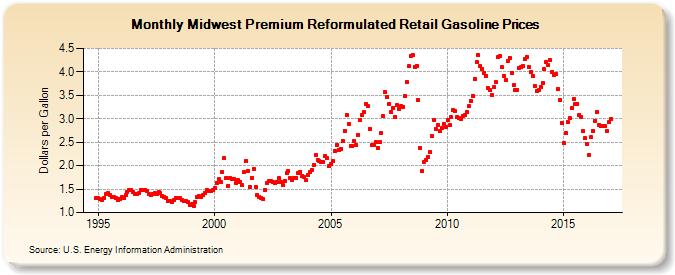 Monthly Midwest Premium Reformulated Retail Gasoline Prices
Dollars per Gallon
4.5
4.0
3.5
3.0
2.5
2.0
1.5
1.0
1995 2000 2005 2010 2015
Source: U.S. Energy Information Administration